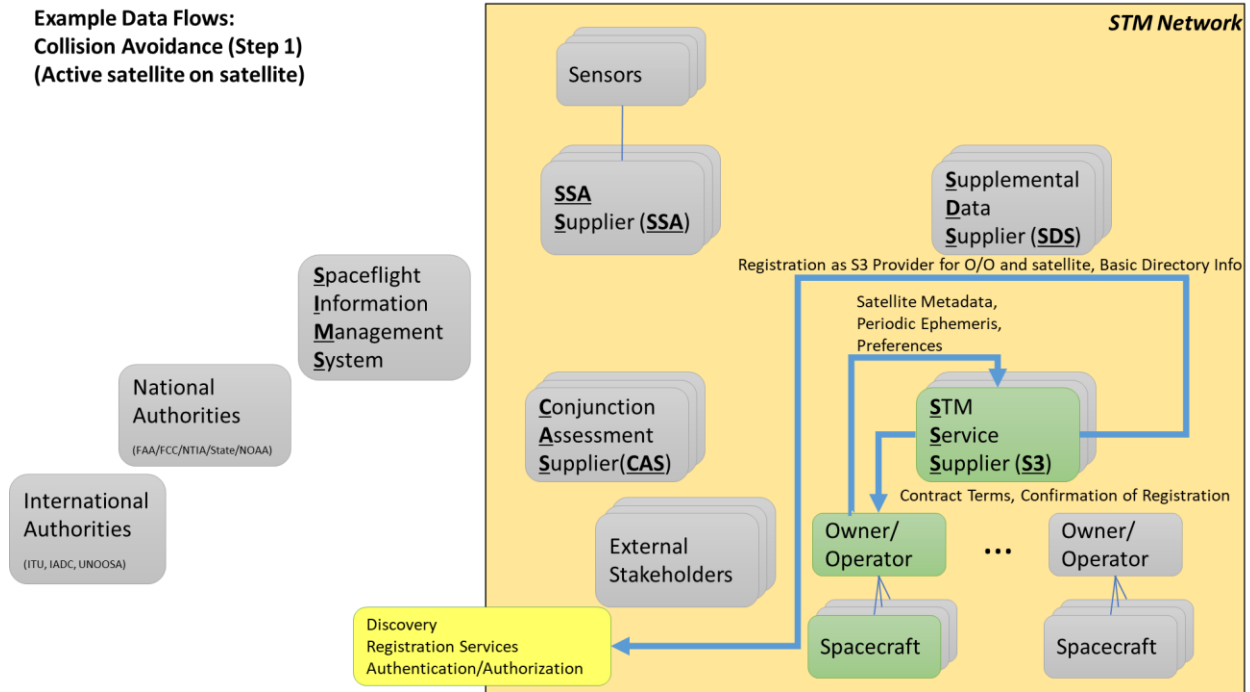 Example Data Flows:
Collision Avoidance (Step 1)
(Active satellite on satellite)
STM Network
Sensors
SSA
Supplier (SSA)
Supplemental
Data
Supplier (SDS)
Registration as S3 Provider for O/O and satellite, Basic Directory Info
Spaceflight
Information
Management
System
Satellite Metadata,
Periodic Ephemeris,
Preferences
National
Authorities
(FAA/FCC/NTIA/State/NOAA)
Conjunction
Assessment
Supplier(CAS)
STM
Service
Supplier (S3)
International
Authorities
(ITU, IADC, UNOOSA)
Contract Terms, Confirmation of Registration
External
Stakeholders
Owner/
Operator
...
Owner/
Operator
Discovery
Registration Services
Authentication/Authorization
Spacecraft
Spacecraft